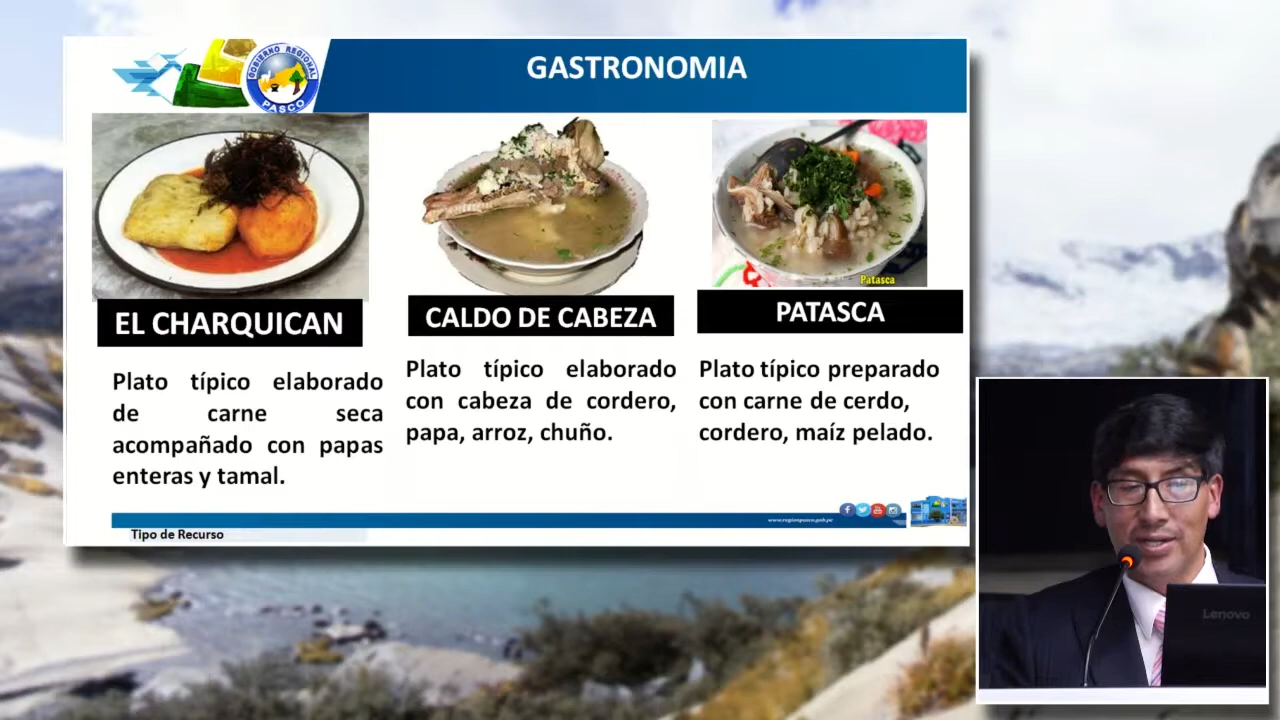 GOBIERNO REGIONAL
PASCO
GASTRONOMIA
Patasca
EL CHARQUICAN
CALDO DE CABEZA
PATASCA
Plato típico elaborado
de carne seca
acompañado con papas
enteras y tamal.
Plato típico elaborado
con cabeza de cordero,
papa, arroz, chuño.
Plato típico preparado
con carne de cerdo,
cordero, maíz pelado.
www.regionpasco.gob.pe
Tipo de Recurso
Lenovo